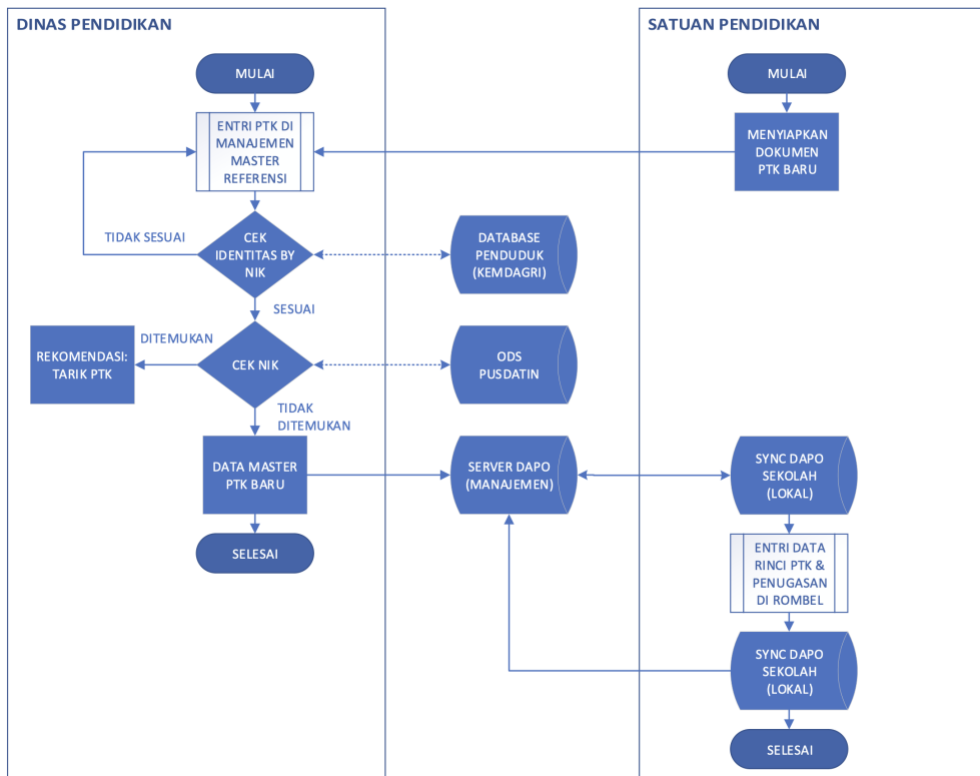 DINAS PENDIDIKAN
SATUAN PENDIDIKAN
MULAI
MULAI
ENTRI PTK DI
MANAJEMEN
MASTER
REFERENSI
MENYIAPKAN
DOKUMEN
PTK BARU
TIDAK SESUAI
CEK
IDENTITAS BY
NIK
DATABASE
PENDUDUK
(KEMDAGRI)
SESUAI
DITEMUKAN
REKOMENDASI:
TARIK PTK
CEK NIK
ODS
PUSDATIN
TIDAK
DITEMUKAN
DATA MASTER
PTK BARU
SERVER DAPO
(MANAJEMEN)
SYNC DAPO
SEKOLAH
(LOKAL)
SELESAI
ENTRI DATA
RINCI PTK &
PENUGASAN
DI ROMBEL
SYNC DAPO
SEKOLAH
(LOKAL)
SELESAI